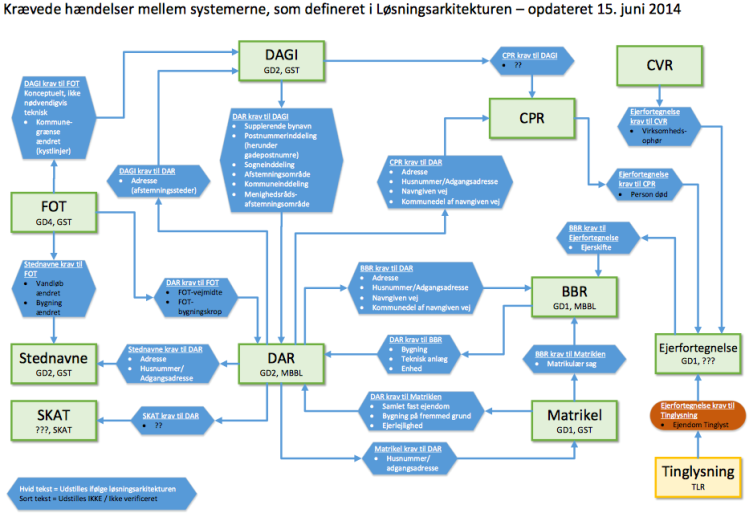 Krævede hændelser mellem systemerne, som defineret i Løsningsarkitekturen – opdateret 15. juni 2014
DAGI krav til FOT
Konceptuelt, ikke
nødvendigvis
teknisk
• Kommune-
grænse
ændret
(kystlinjer)
DAGI
GD2, GST
CPR krav til DAGI
• ??
CVR
DAR krav til DAGI
• Supplerende bynavn
• Postnummerinddeling
(herunder
gadepostnumre)
• Sogneinddeling
• Afstemningsområde
• Kommuneinddeling
• Menighedsråds-
afstemningsområde
CPR
Ejerfortegnelse
krav til CVR
• Virksomheds-
ophør
DAGI krav til DAR
• Adresse
(afstemningssteder)
CPR krav til DAR
• Adresse
• Husnummer/Adgangsadresse
• Navngiven vej
• Kommunedel af navngiven vej
Ejerfortegnelse
krav til CPR
• Person død
FOT
GD4, GST
BBR krav til
Ejerfortegnelse
• Ejerskifte
Stednavne krav til
FOT
• Vandløb
ændret
• Bygning
ændret
DAR krav til FOT
• FOT-vejmidte
• FOT-
bygningskrop
BBR krav til DAR
• Adresse
• Husnummer/Adgangsadresse
• Navngiven vej
• Kommunedel af navngiven vej
BBR
GD1, MBBL
Stednavne
GD2, GST
Stednavne krav til DAR
• Adresse
• Husnummer/
Adgangsadresse
DAR
GD2, MBBL
DAR krav til BBR
• Bygning
• Teknisk anlæg
• Enhed
BBR krav til Matriklen
• Matrikulær sag
Ejerfortegnelse
GD1, ???
SKAT
???, SKAT
SKAT krav til DAR
• ??
DAR krav til Matriklen
• Samlet fast ejendom
• Bygning på fremmed grund
• Ejerlejlighed
Matrikel
GD1, GST
Ejerfortegnelse krav til
Tinglysning
• Ejendom Tinglyst
Matrikel krav til DAR
• Husnummer/
adgangsadresse
Tinglysning
TLR
Hvid tekst = Udstilles ifølge løsningsarkitekturen
Sort tekst = Udstilles IKKE / Ikke verificeret